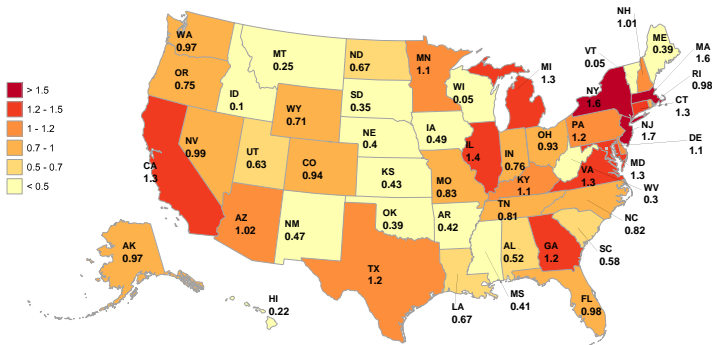 > 1.5
1.2 - 1.5
1 - 1.2
0.7 - 1
0.5 - 0.7
< 0.5
WA
0.97
OR
0.75
CA
1.3
NV
0.99
ID
0.1
MT
0.25
WY
0.71
UT
0.63
AZ
1.02
CO
0.94
NM
0.47
ND
0.67
SD
0.35
NE
0.4
KS
0.43
OK
0.39
TX
1.2
MN
1.1
IA
0.49
MO
0.83
AR
0.42
LA
0.67
WI
0.05
IL
1.4
MI
1.3
IN
0.76
OH
0.93
KY
1.1
TN
0.81
MS
0.41
AL
0.52
GA
1.2
FL
0.98
SC
0.58
NC
0.82
VA
1.3
WV
0.3
MD
1.3
DE
1.1
PA
1.2
NJ
1.7
NY
1.6
CT
1.3
RI
0.98
MA
1.6
VT
0.05
NH
1.01
ME
0.39
AK
0.97
HI
0.22